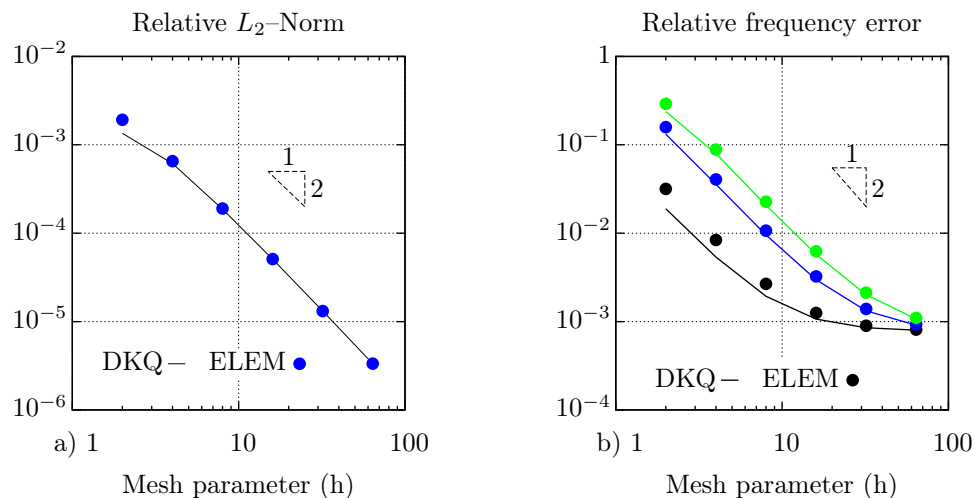 Relative L₂–Norm
10⁻²
10⁻³
10⁻⁴
10⁻⁵
10⁻⁶
1
2
DKQ – ELEM
a) 1 10 100
Mesh parameter (h)
Relative frequency error
1
10⁻¹
10⁻²
10⁻³
10⁻⁴
1
2
DKQ – ELEM
b) 1 10 100
Mesh parameter (h)